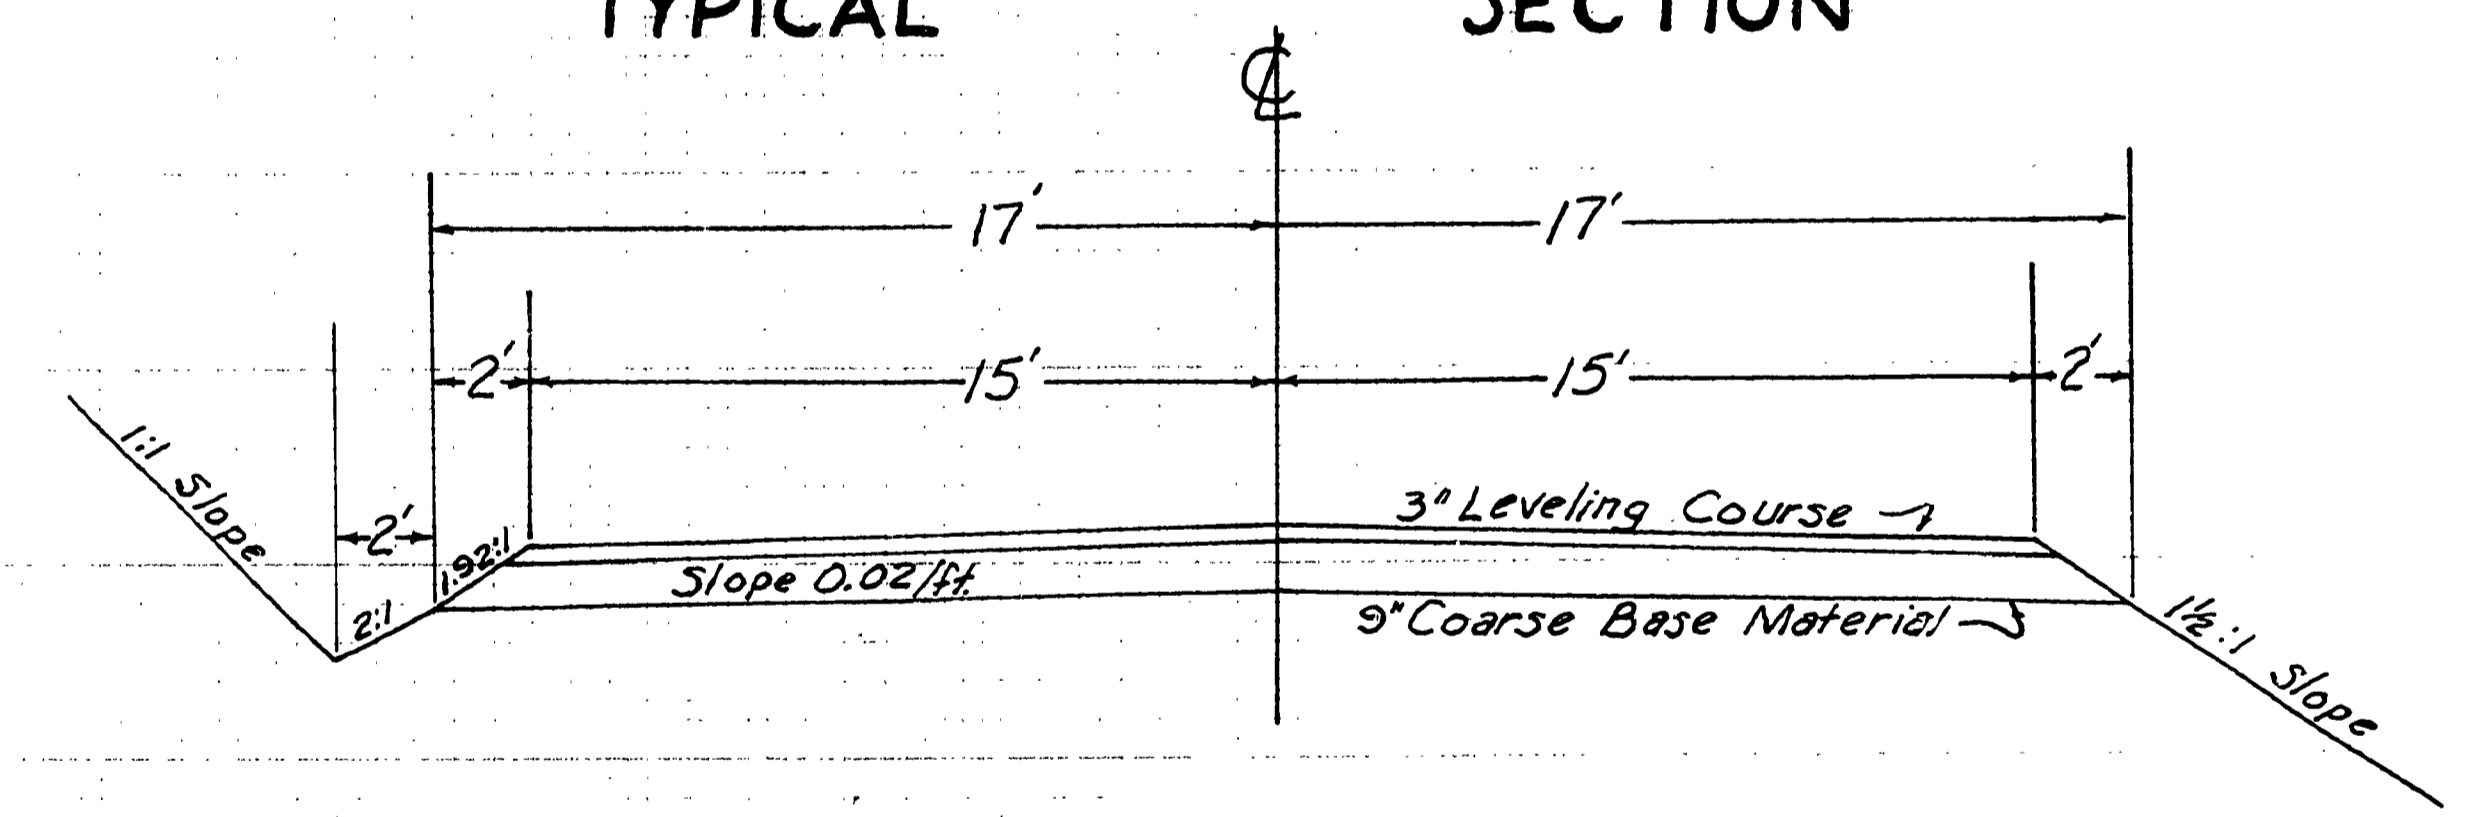 TYPICAL SECTION
℄
17' 17'
2' 15' 15' 2'
1:1 Slope
2'
3" Leveling Course
1.92:1
Slope 0.02/ft.
2:1
9" Coarse Base Material
1½:1 Slope